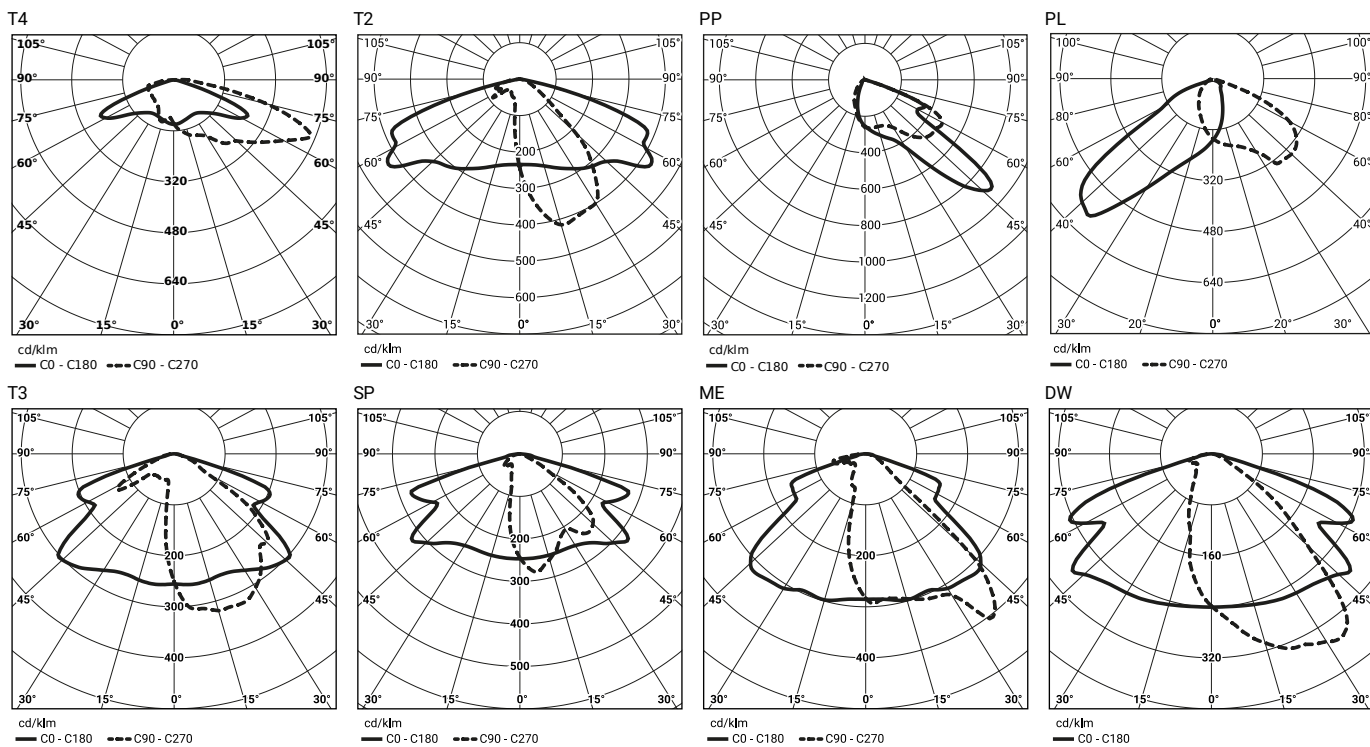 T4
105° 105°
90° 90°
75° 75°
60° 60°
320
45° 45°
480
640
30° 15° 0° 15° 30°
cd/klm
C0 - C180 C90 - C270
T2
105° 105°
90° 90°
75° 75°
200
60° 60°
300
45° 45°
400
500
600
30° 15° 0° 15° 30°
cd/klm
C0 - C180 C90 - C270
PP
105° 105°
90° 90°
75° 75°
400
60° 60°
600
45° 45°
800
1000
1200
30° 15° 0° 15° 30°
cd/klm
C0 - C180 C90 - C270
PL
100° 100°
90° 90°
80° 80°
60° 60°
320
40° 40°
480
640
30° 20° 0° 20° 30°
cd/klm
C0 - C180 C90 - C270
T3
105° 105°
90° 90°
75° 75°
60° 60°
200
45° 45°
300
400
30° 15° 0° 15° 30°
cd/klm
C0 - C180 C90 - C270
SP
105° 105°
90° 90°
75° 75°
60° 60°
200
300
45° 45°
400
500
30° 15° 0° 15° 30°
cd/klm
C0 - C180 C90 - C270
ME
105° 105°
90° 90°
75° 75°
60° 60°
200
45° 45°
400
30° 15° 0° 15° 30°
cd/klm
C0 - C180 C90 - C270
DW
105° 105°
90° 90°
75° 75°
60° 60°
160
45° 45°
320
30° 15° 0° 15° 30°
cd/klm
C0 - C180